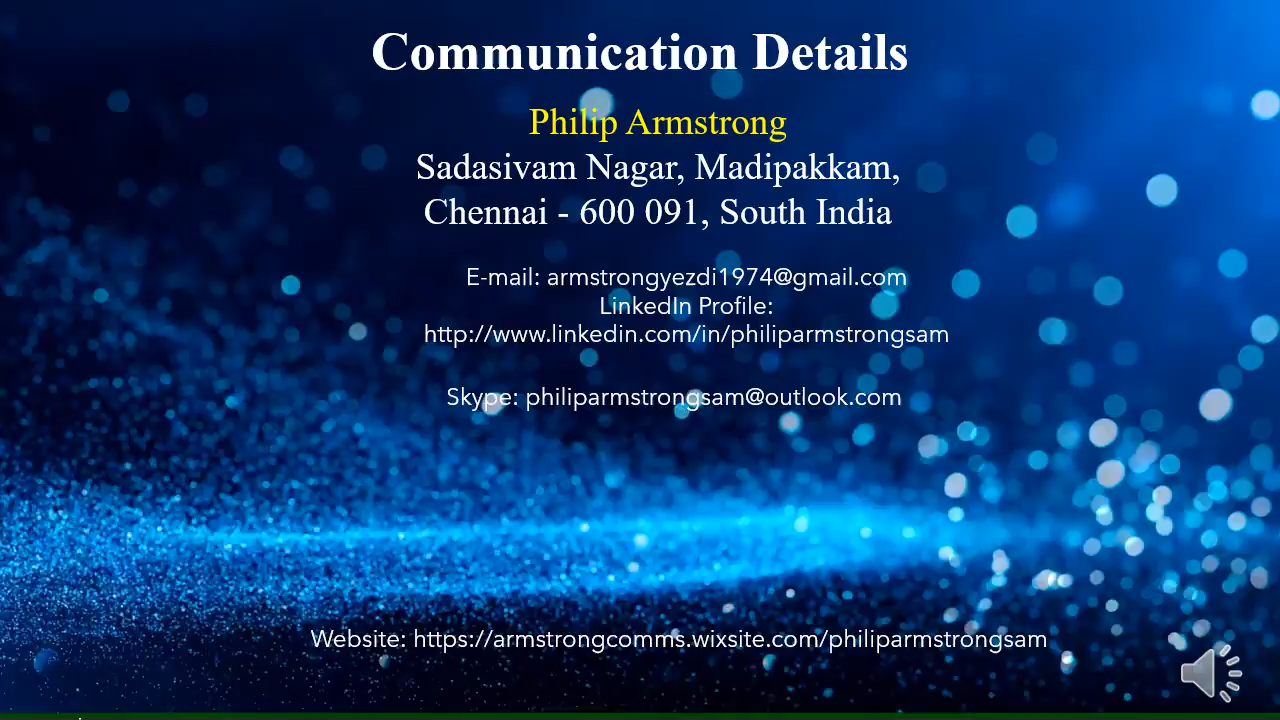 Communication Details
Philip Armstrong
Sadasivam Nagar, Madipakkam,
Chennai - 600 091, South India
E-mail: armstrongyezdi1974@gmail.com
LinkedIn Profile:
http://www.linkedin.com/in/philiparmstrongsam
Skype: philiparmstrongsam@outlook.com
Website: https://armstrongcomms.wixsite.com/philiparmstrongsam